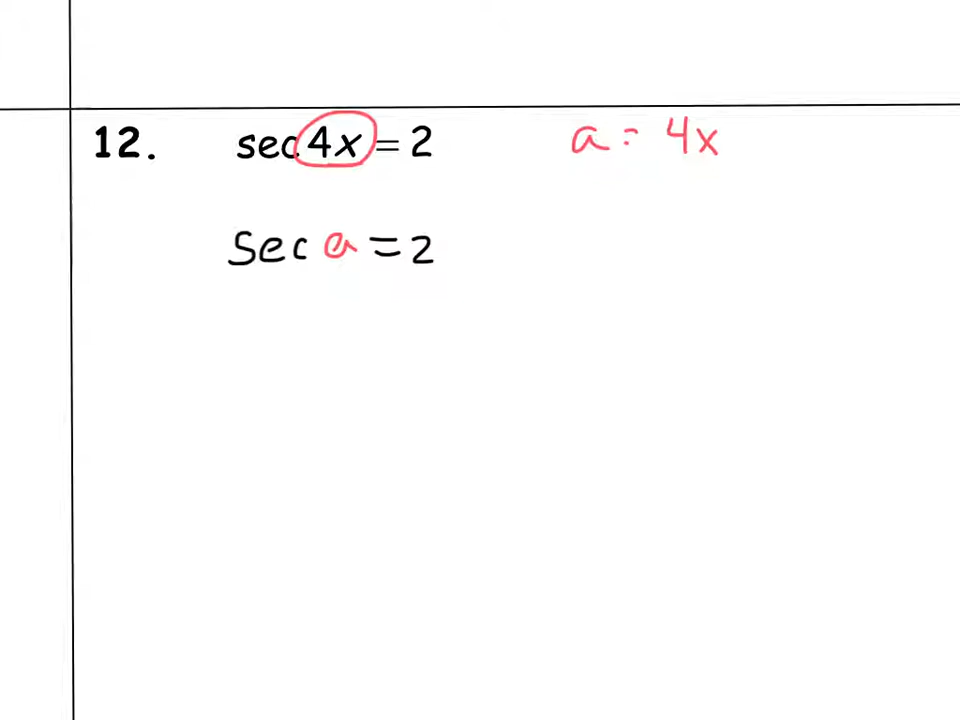 12. sec 4x = 2 a = 4x
sec a = 2